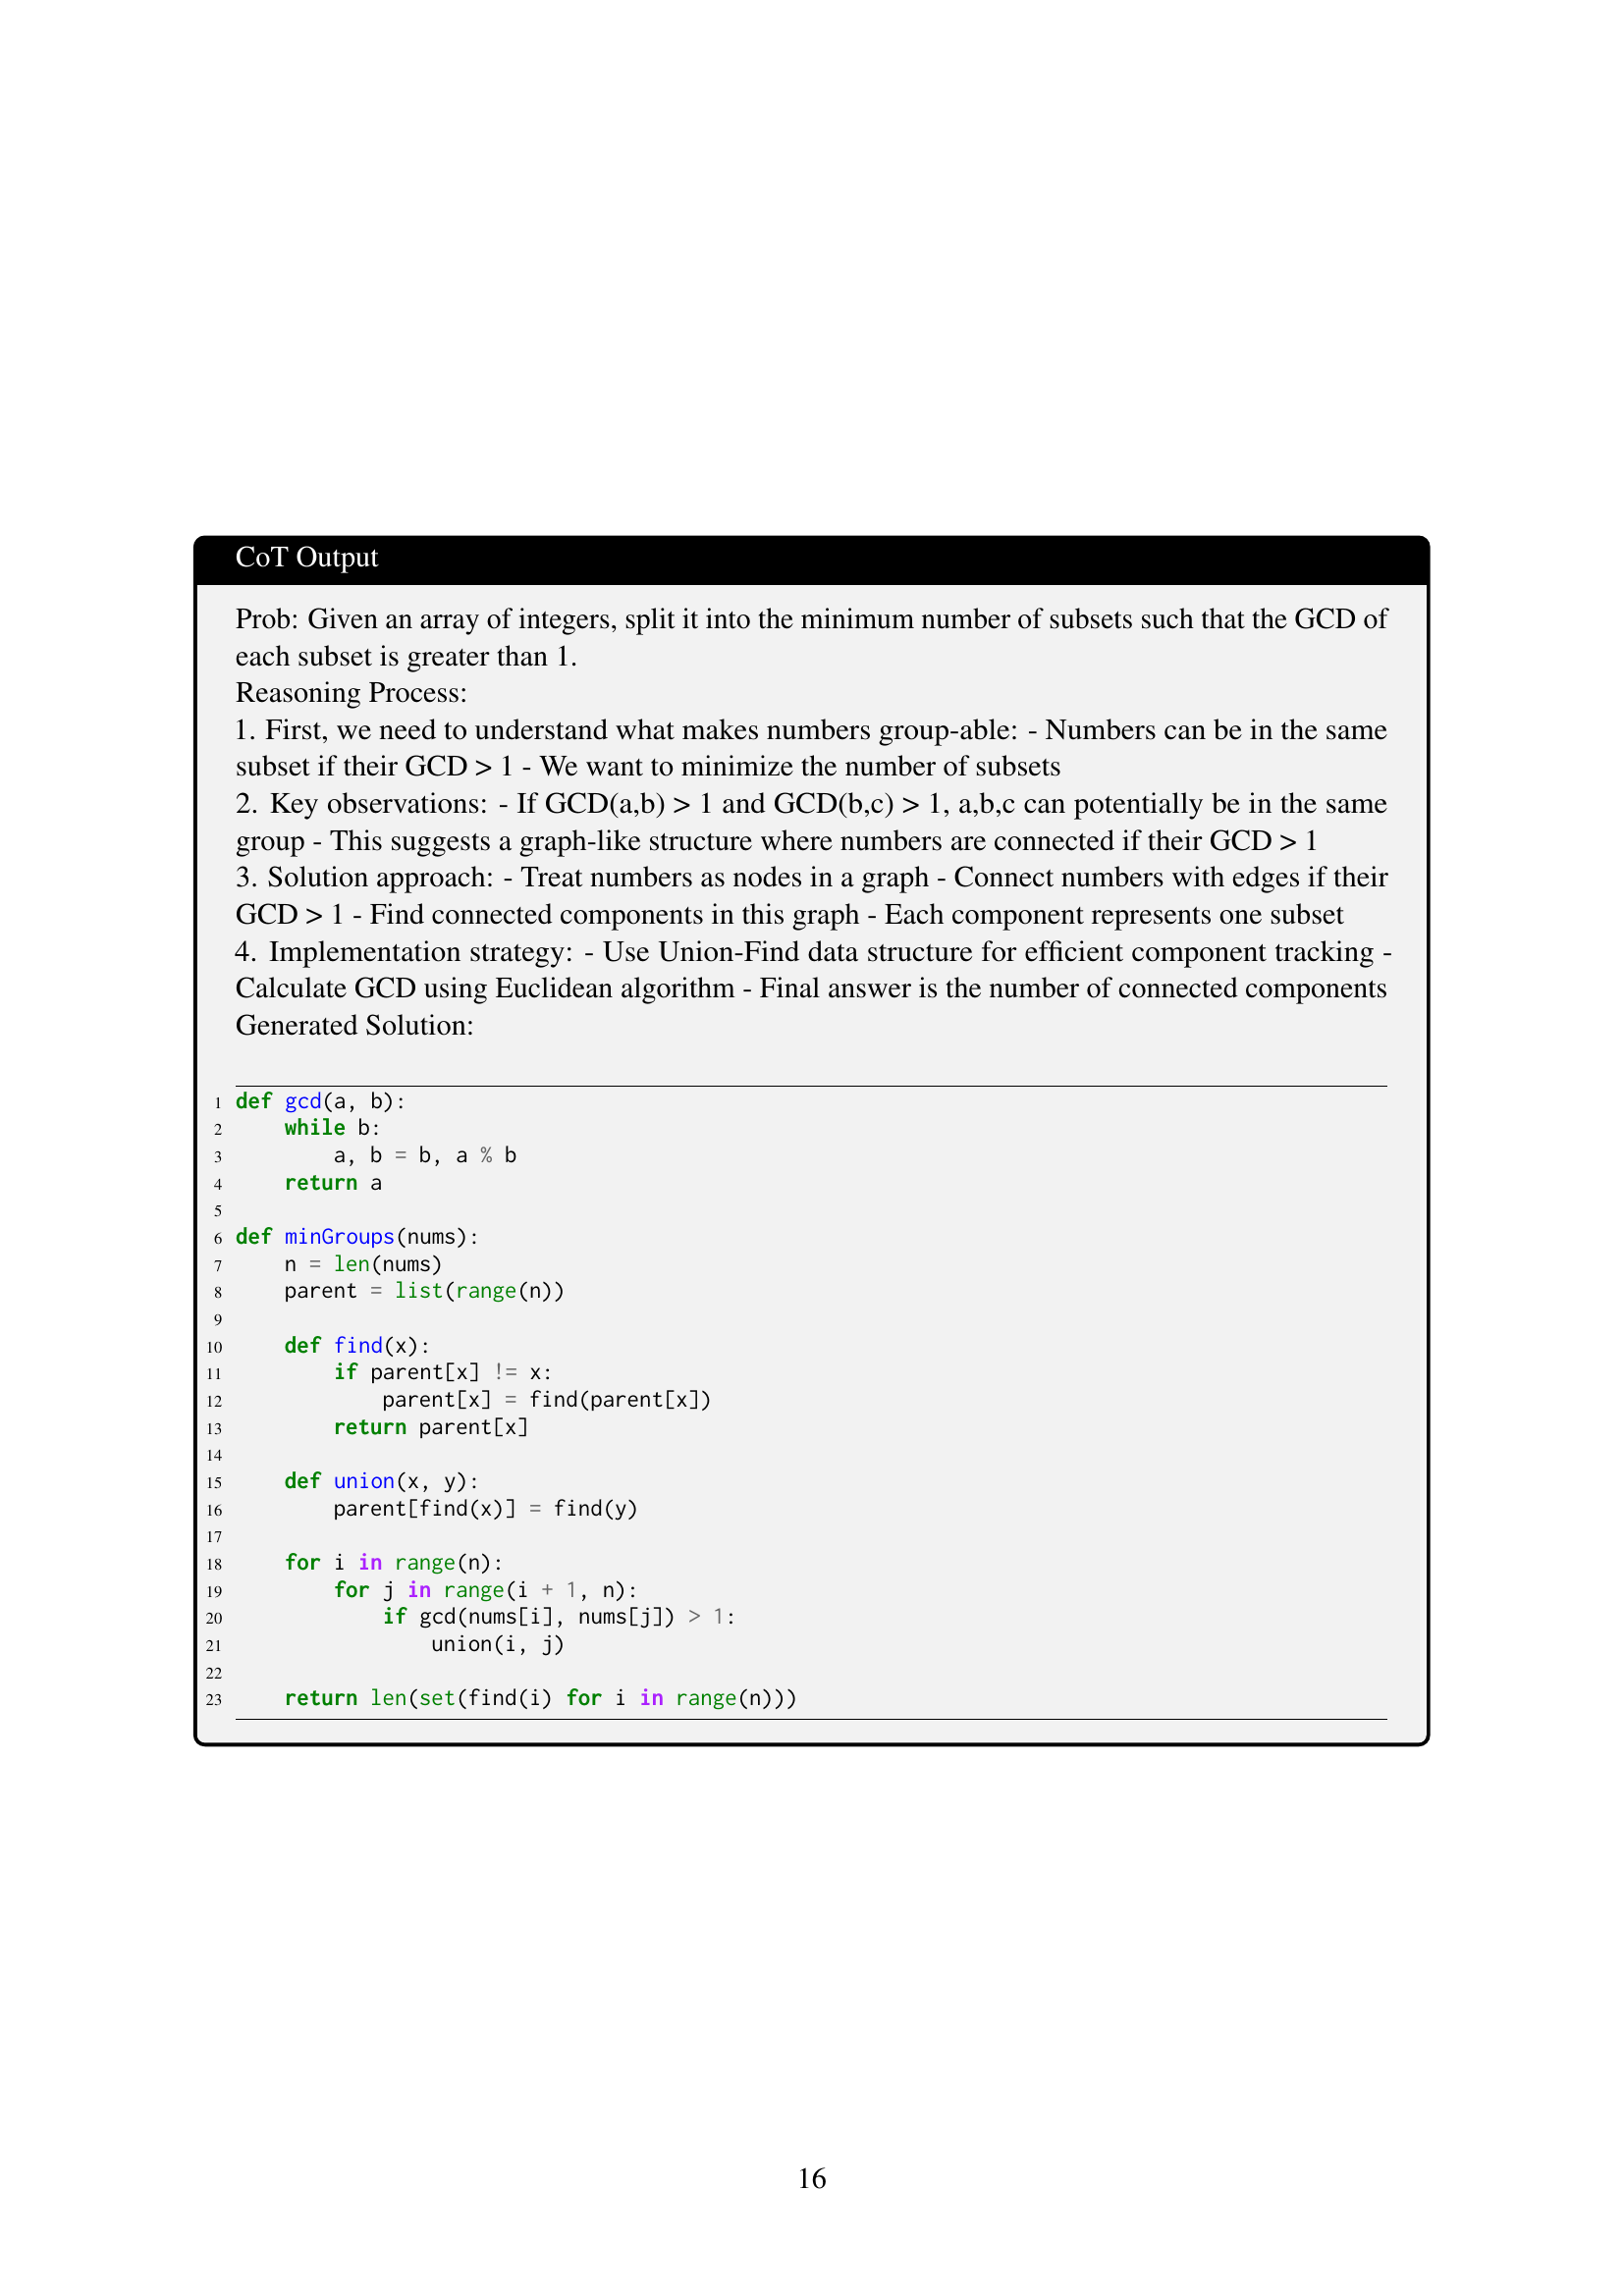 CoT Output
Prob: Given an array of integers, split it into the minimum number of subsets such that the GCD of
each subset is greater than 1.
Reasoning Process:
1. First, we need to understand what makes numbers group-able: - Numbers can be in the same
subset if their GCD > 1 - We want to minimize the number of subsets
2. Key observations: - If GCD(a,b) > 1 and GCD(b,c) > 1, a,b,c can potentially be in the same
group - This suggests a graph-like structure where numbers are connected if their GCD > 1
3. Solution approach: - Treat numbers as nodes in a graph - Connect numbers with edges if their
GCD > 1 - Find connected components in this graph - Each component represents one subset
4. Implementation strategy: - Use Union-Find data structure for efficient component tracking -
Calculate GCD using Euclidean algorithm - Final answer is the number of connected components
Generated Solution:
1 def gcd(a, b):
2     while b:
3         a, b = b, a % b
4     return a
5
6 def minGroups(nums):
7     n = len(nums)
8     parent = list(range(n))
9
10     def find(x):
11         if parent[x] != x:
12             parent[x] = find(parent[x])
13         return parent[x]
14
15     def union(x, y):
16         parent[find(x)] = find(y)
17
18     for i in range(n):
19         for j in range(i + 1, n):
20             if gcd(nums[i], nums[j]) > 1:
21                 union(i, j)
22
23     return len(set(find(i) for i in range(n)))
16